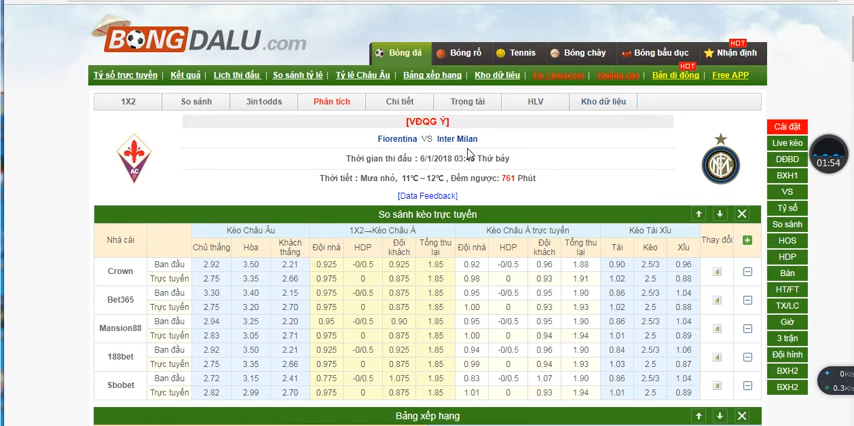 BONGDALU.com
HOT
Bóng đá Bóng rổ Tennis Bóng chày Bóng bầu dục Nhận định
HOT
Tỷ số trực tuyến | Kết quả | Lịch thi đấu | So sánh tỷ lệ | Tỷ lệ Châu Âu | Bảng xếp hạng | Kho dữ liệu | Bản di động | Free APP
1X2 So sánh 3in1odds Phân tích Chi tiết Trọng tài HLV Kho dữ liệu
[VĐQG Ý]
Fiorentina VS Inter Milan
Thời gian thi đấu : 6/1/2018 Thứ bảy
Thời tiết : Mưa nhỏ, 11℃～12℃ , Đếm ngược: 761 Phút
[Data Feedback]
So sánh kèo trực tuyến
Nhà cái Kèo Châu Âu 1X2→Kèo Châu Á Kèo Châu Á trực tuyến Kèo Tài Xỉu Thay đổi
Chủ thắng Hòa Khách thắng Đội nhà HDP Đội khách Tổng thu lại Đội nhà HDP Đội khách Tổng thu lại Tài Kèo Xỉu
Crown Ban đầu 2.92 3.50 2.21 0.925 -0/0.5 0.925 1.85 0.92 -0/0.5 0.96 1.88 0.90 2.5/3 0.96
Trực tuyến 2.75 3.35 2.66 0.975 0 0.875 1.85 0.98 0 0.93 1.91 1.02 2.5 0.88
Bet365 Ban đầu 3.30 3.40 2.15 0.975 -0/0.5 0.875 1.85 0.95 -0/0.5 0.95 1.90 0.86 2.5/3 1.04
Trực tuyến 2.75 3.20 2.70 0.975 0 0.875 1.85 1.00 0 0.93 1.93 1.02 2.5 0.88
Mansion88 Ban đầu 2.94 3.25 2.20 0.95 -0/0.5 0.90 1.85 0.95 -0/0.5 0.95 1.90 0.86 2.5/3 1.04
Trực tuyến 2.83 3.05 2.71 0.975 0 0.875 1.85 1.00 0 0.94 1.94 1.01 2.5 0.89
188bet Ban đầu 2.92 3.50 2.21 0.925 -0/0.5 0.925 1.85 0.94 -0/0.5 0.96 1.90 0.84 2.5/3 1.06
Trực tuyến 2.75 3.35 2.66 0.975 0 0.875 1.85 0.99 0 0.94 1.93 1.03 2.5 0.87
Sbobet Ban đầu 2.72 3.15 2.41 0.775 -0/0.5 1.075 1.85 0.83 -0/0.5 1.07 1.90 0.86 2.5/3 1.04
Trực tuyến 2.82 2.99 2.70 0.975 0 0.875 1.85 1.01 0 0.93 1.94 1.01 2.5 0.89
Bảng xếp hạng
Cài đặt
Live kèo
DĐBD
BXH1
VS
Tỷ số
So sánh
HOS
HDP
Bàn
HT/FT
TX/LC
Giờ
3 trận
Đội hình
BXH2
BXH2
01:54
0K/s
0.3K/s